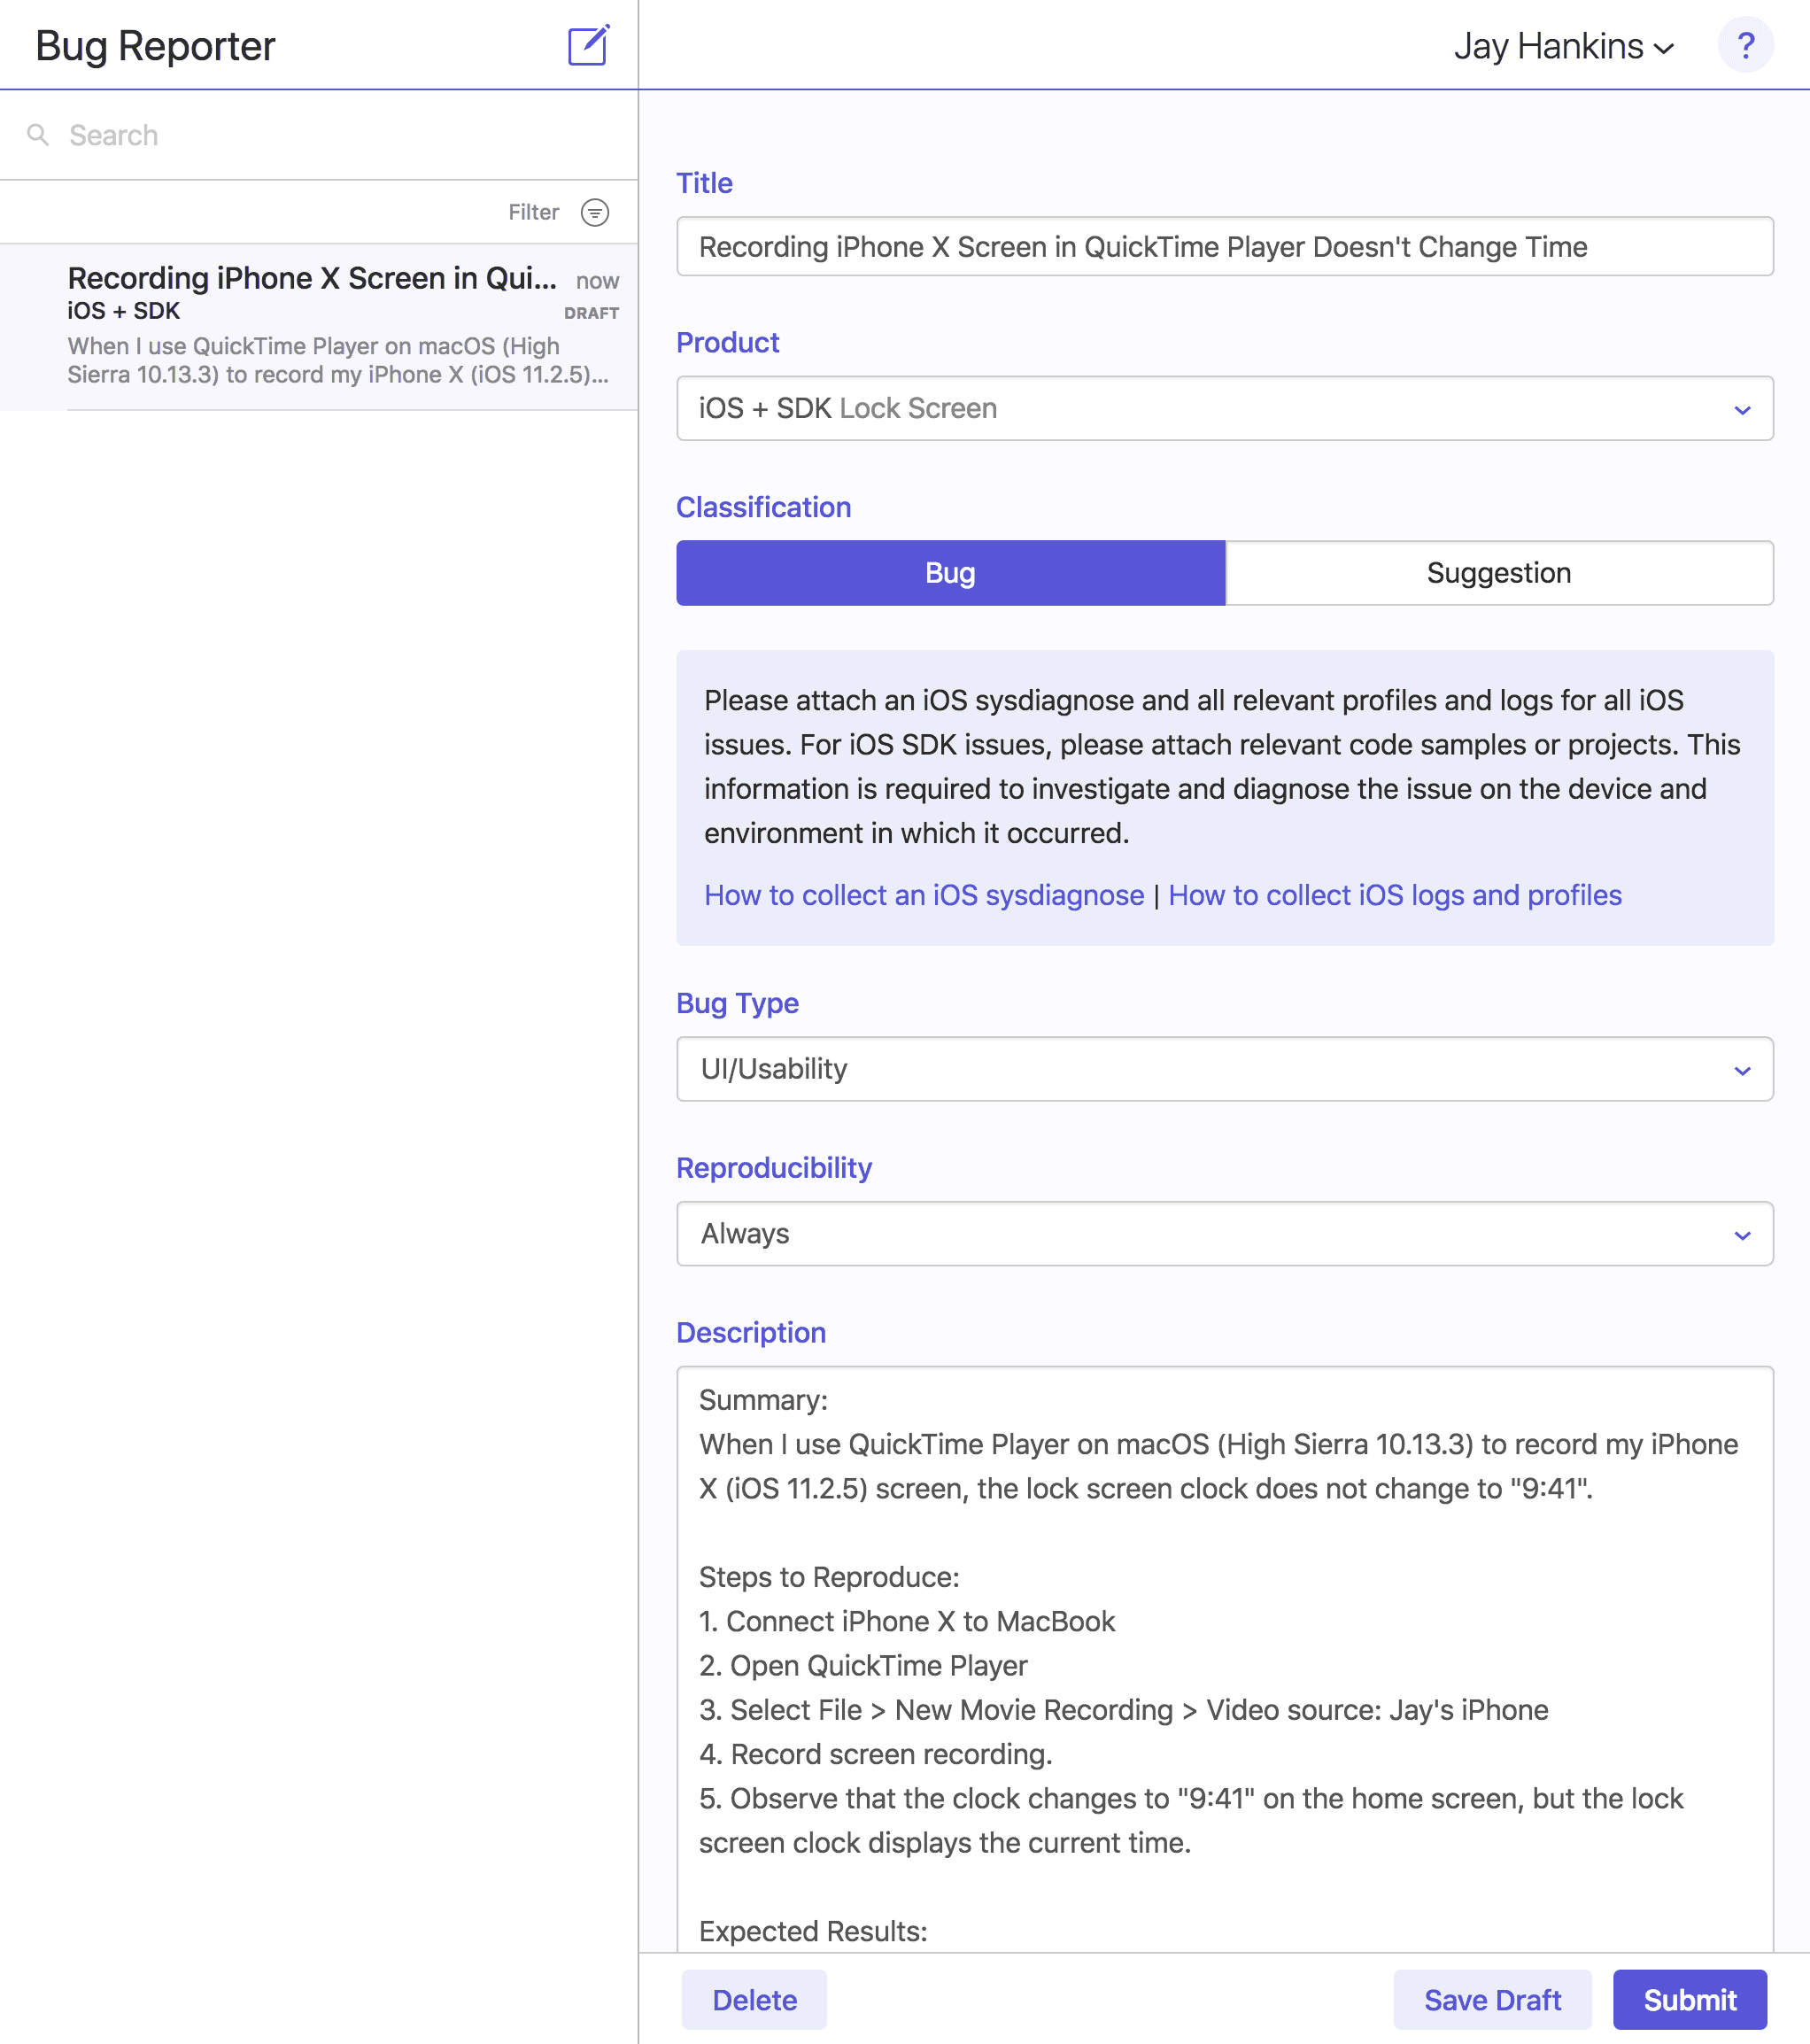 Bug Reporter
Jay Hankins
?
Search
Filter
Recording iPhone X Screen in Qui... now
iOS + SDK DRAFT
When I use QuickTime Player on macOS (High
Sierra 10.13.3) to record my iPhone X (iOS 11.2.5)...
Title
Recording iPhone X Screen in QuickTime Player Doesn't Change Time
Product
iOS + SDK Lock Screen
Classification
Bug
Suggestion
Please attach an iOS sysdiagnose and all relevant profiles and logs for all iOS
issues. For iOS SDK issues, please attach relevant code samples or projects. This
information is required to investigate and diagnose the issue on the device and
environment in which it occurred.
How to collect an iOS sysdiagnose | How to collect iOS logs and profiles
Bug Type
UI/Usability
Reproducibility
Always
Description
Summary:
When I use QuickTime Player on macOS (High Sierra 10.13.3) to record my iPhone
X (iOS 11.2.5) screen, the lock screen clock does not change to "9:41".
Steps to Reproduce:
1. Connect iPhone X to MacBook
2. Open QuickTime Player
3. Select File > New Movie Recording > Video source: Jay's iPhone
4. Record screen recording.
5. Observe that the clock changes to "9:41" on the home screen, but the lock
screen clock displays the current time.
Expected Results:
Delete
Save Draft
Submit